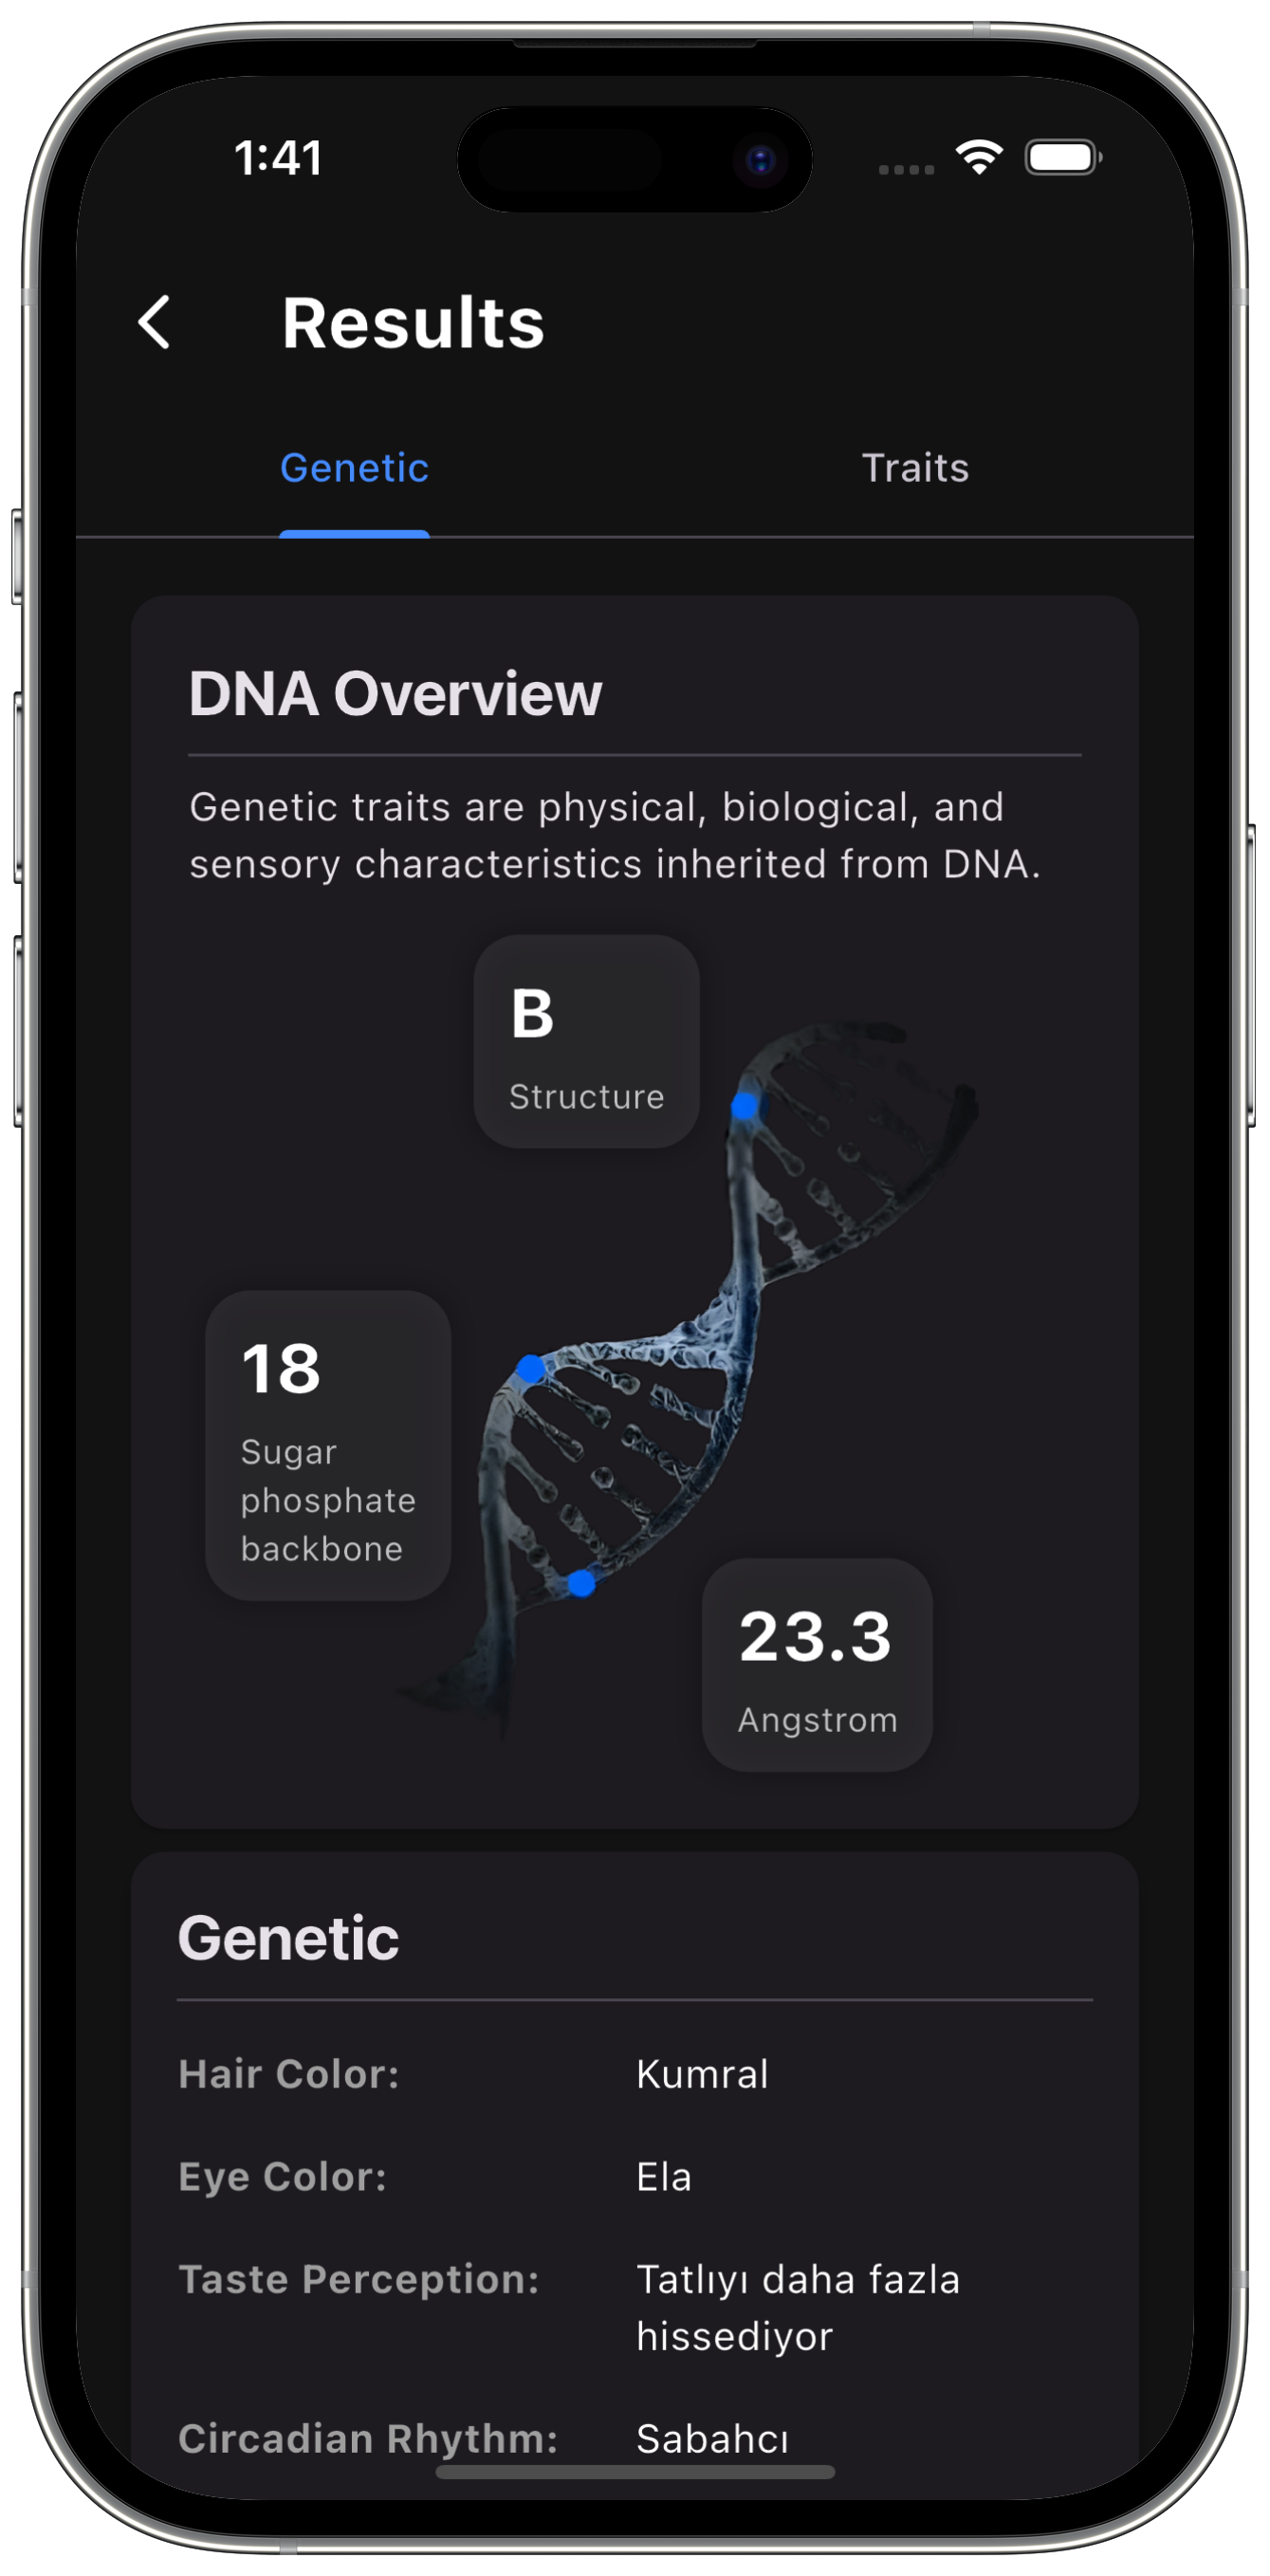 1:41
Results
Genetic
Traits
DNA Overview
Genetic traits are physical, biological, and
sensory characteristics inherited from DNA.
B
Structure
18
Sugar
phosphate
backbone
23.3
Angstrom
Genetic
Hair Color: Kumral
Eye Color: Ela
Taste Perception: Tatlıyı daha fazla
hissediyor
Circadian Rhythm: Sabahcı